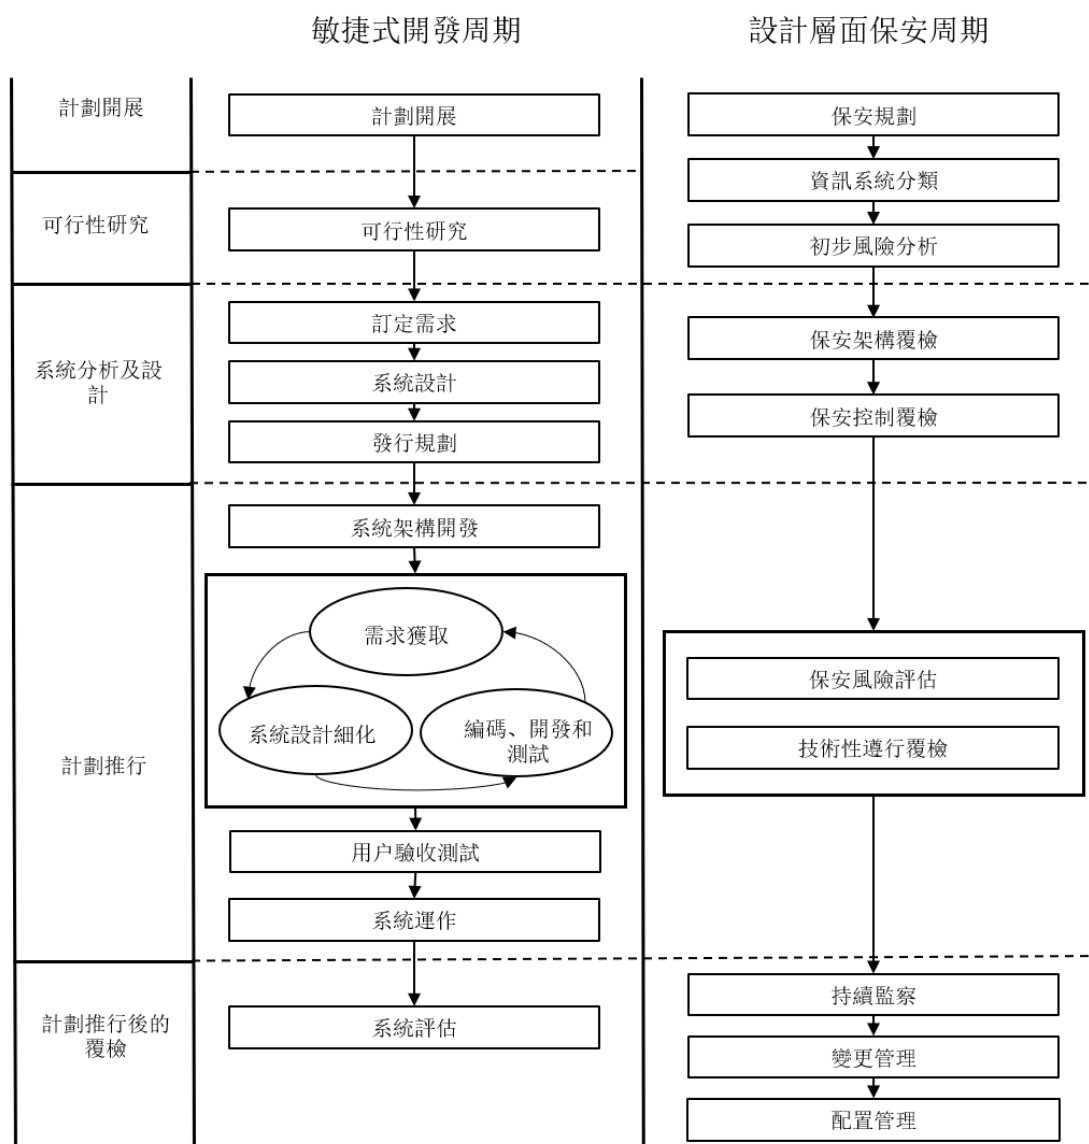 敏捷式開發周期
設計層面保安周期
計劃開展
計劃開展
保安規劃
資訊系統分類
可行性研究
可行性研究
初步風險分析
系統分析及設
計
訂定需求
系統設計
發行規劃
保安架構覆檢
保安控制覆檢
計劃推行
系統架構開發
需求獲取
系統設計細化
編碼、開發和
測試
用户驗收測試
系統運作
保安風險評估
技術性遵行覆檢
計劃推行後的
覆檢
系統評估
持續監察
變更管理
配置管理